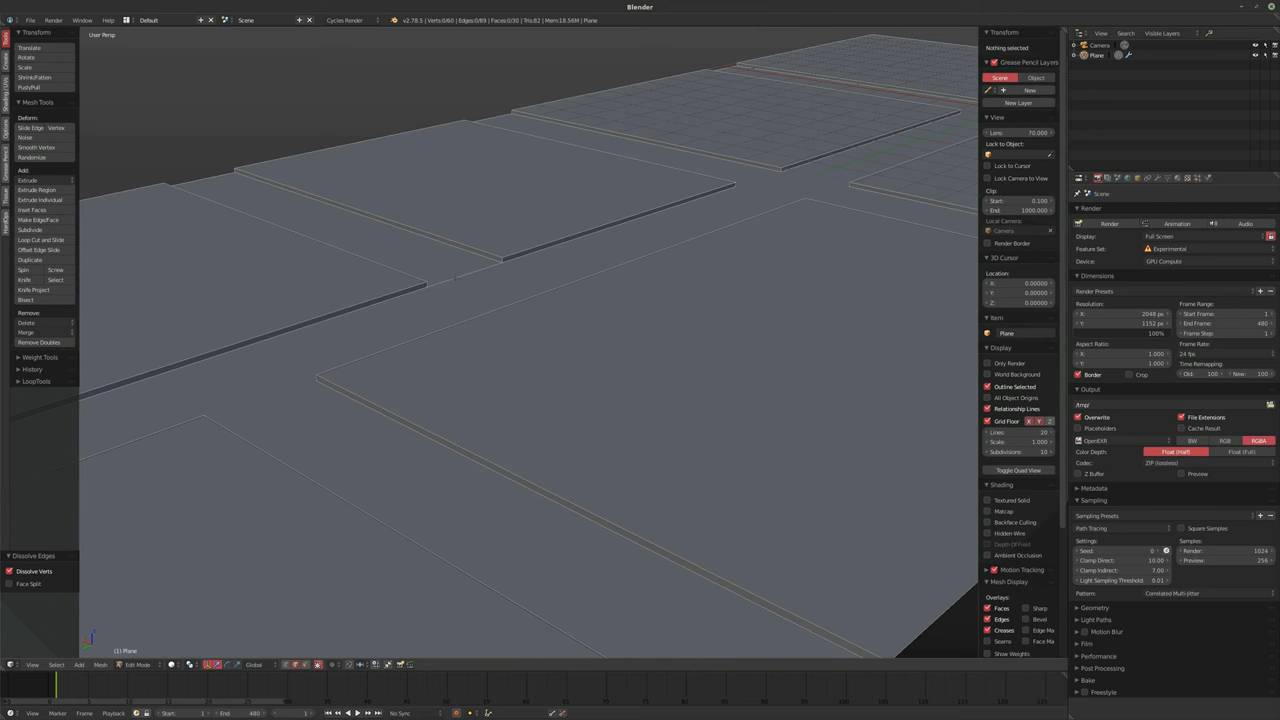 Blender
File Render Window Help Default Scene Cycles Render v2.78.5 | Verts:0/60 | Edges:0/89 | Faces:0/30 | Tris:82 | Mem:18.56M | Plane
User Persp
Transform
Translate
Rotate
Scale
Shrink/Fatten
Push/Pull
Mesh Tools
Deform:
Slide Edge Vertex
Noise
Smooth Vertex
Randomize
Add:
Extrude
Extrude Region
Extrude Individual
Inset Faces
Make Edge/Face
Subdivide
Loop Cut and Slide
Offset Edge Slide
Duplicate
Spin Screw
Knife Select
Knife Project
Bisect
Remove:
Delete
Merge
Remove Doubles
Weight Tools
History
LoopTools
Tools
Create
Shading / UVs
Options
Grease Pencil
Tissue
HardOps
Dissolve Edges
Dissolve Verts
Face Split
(1) Plane
View Select Add Mesh Edit Mode Global
Transform
Nothing selected
Grease Pencil Layers
Scene Object
New
New Layer
View
Lens: 70.000
Lock to Object:
Lock to Cursor
Lock Camera to View
Clip:
Start: 0.100
End: 1000.000
Local Camera:
Camera
Render Border
3D Cursor
Location:
X: 0.00000
Y: 0.00000
Z: 0.00000
Item
Plane
Display
Only Render
World Background
Outline Selected
All Object Origins
Relationship Lines
Grid Floor X Y Z
Lines: 20
Scale: 1.000
Subdivisions: 10
Toggle Quad View
Shading
Textured Solid
Matcap
Backface Culling
Hidden Wire
Depth Of Field
Ambient Occlusion
Motion Tracking
Mesh Display
Overlays:
Faces Sharp
Edges Bevel
Creases Edge Ma
Seams Face Ma
Show Weights
View Search Visible Layers
Camera
Plane
Scene
Render
Render Animation Audio
Display: Full Screen
Feature Set: Experimental
Device: GPU Compute
Dimensions
Render Presets
Resolution: Frame Range:
X: 2048 px Start Frame: 1
Y: 1152 px End Frame: 480
100% Frame Step: 1
Aspect Ratio: Frame Rate:
X: 1.000 24 fps
Y: 1.000 Time Remapping:
Border Crop Old: 100 New: 100
Output
/tmp/
Overwrite File Extensions
Placeholders Cache Result
OpenEXR BW RGB RGBA
Color Depth: Float (Half) Float (Full)
Codec: ZIP (lossless)
Z Buffer Preview
Metadata
Sampling
Sampling Presets
Path Tracing Square Samples
Settings: Samples:
Seed: 0 Render: 1024
Clamp Direct: 10.00 Preview: 256
Clamp Indirect: 7.00
Light Sampling Threshold: 0.01
Pattern: Correlated Multi-Jitter
Geometry
Light Paths
Motion Blur
Film
Performance
Post Processing
Bake
Freestyle
View Marker Frame Playback Start: 1 End: 480 1 No Sync